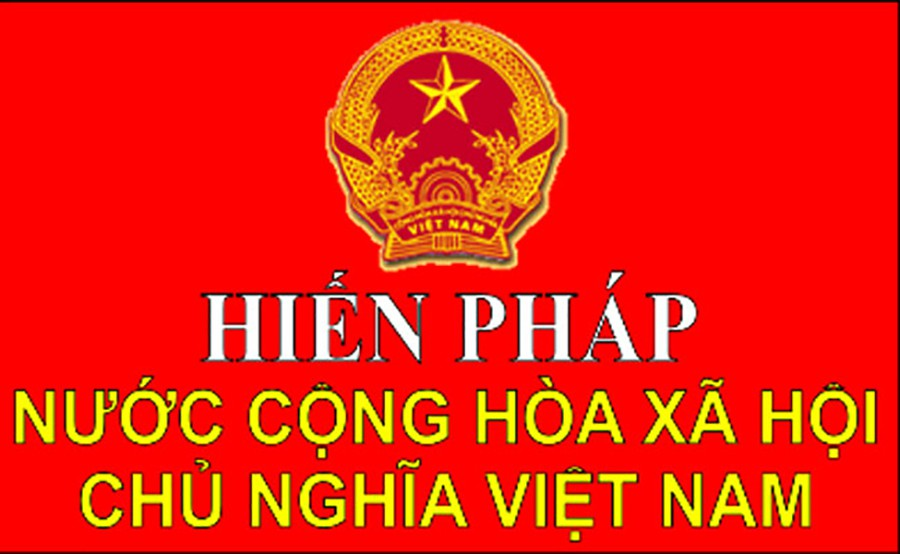 VIỆT NAM
HIẾN PHÁP
NƯỚC CỘNG HÒA XÃ HỘI
CHỦ NGHĨA VIỆT NAM